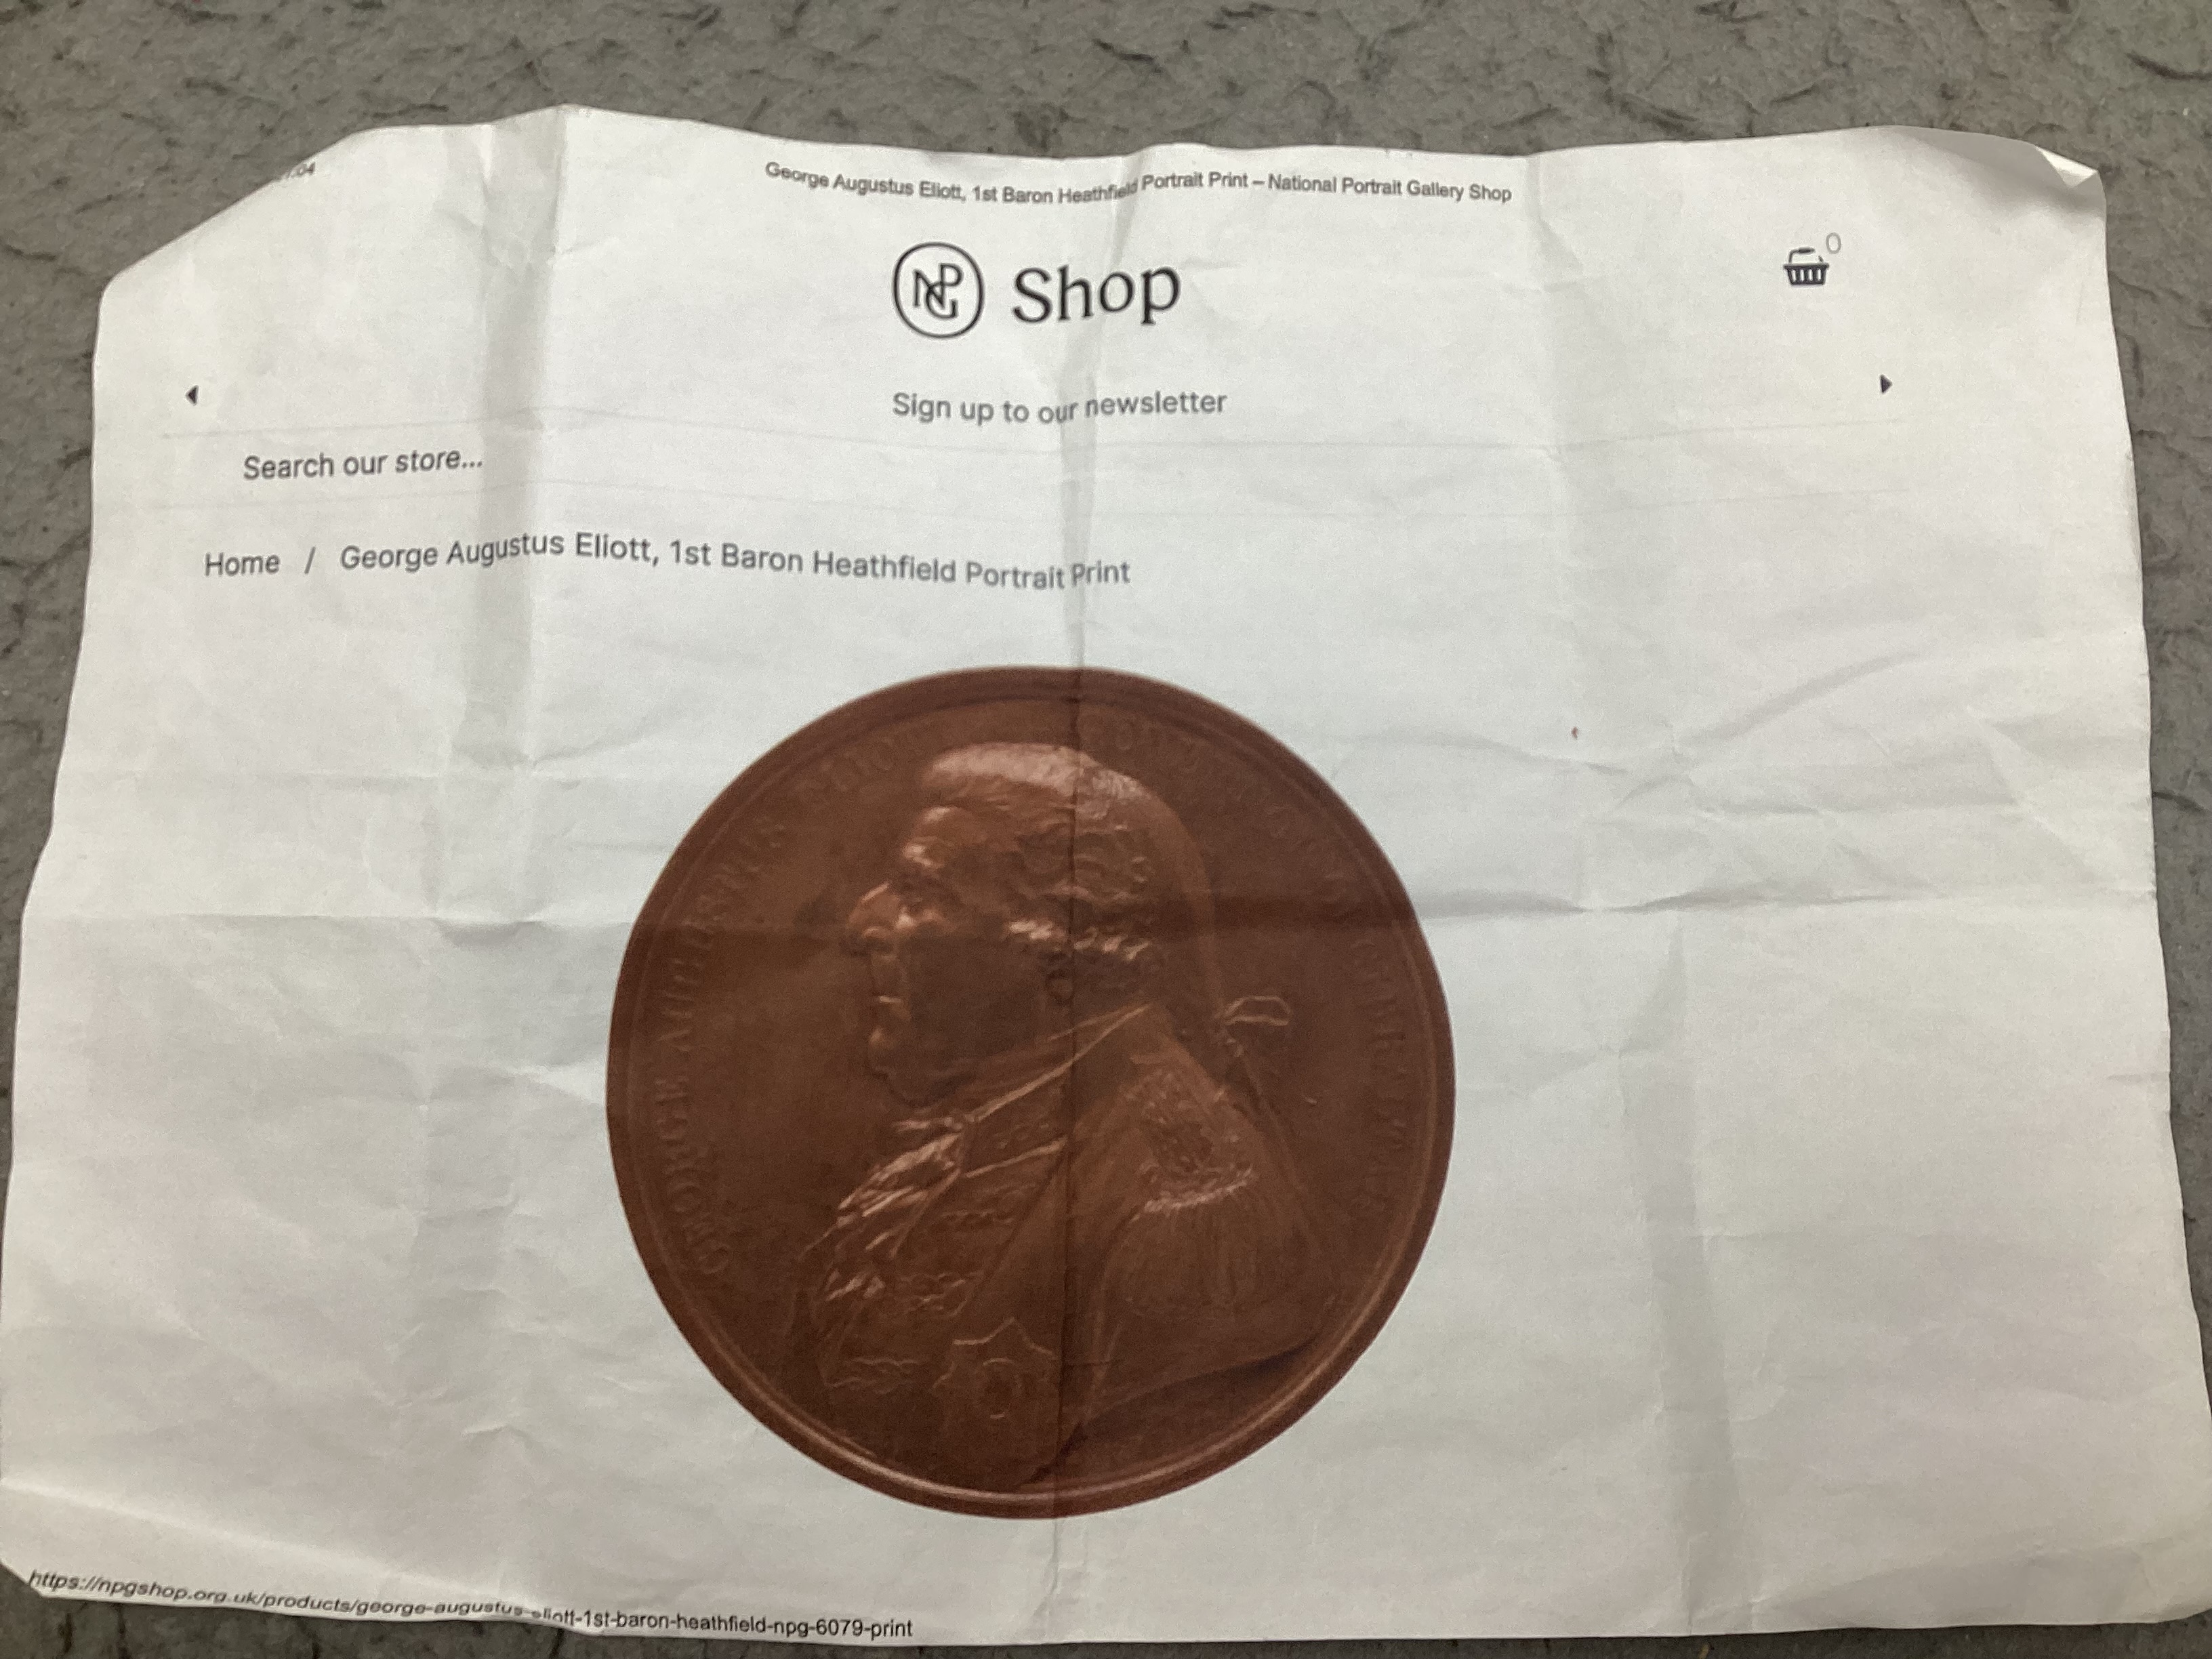 :04
George Augustus Eliott, 1st Baron Heathfield Portrait Print – National Portrait Gallery Shop
NPG Shop
0
Sign up to our newsletter
Search our store...
Home / George Augustus Eliott, 1st Baron Heathfield Portrait Print
GEORGE AUGUSTUS ELIOTT
https://npgshop.org.uk/products/george-augustus-eliott-1st-baron-heathfield-npg-6079-print